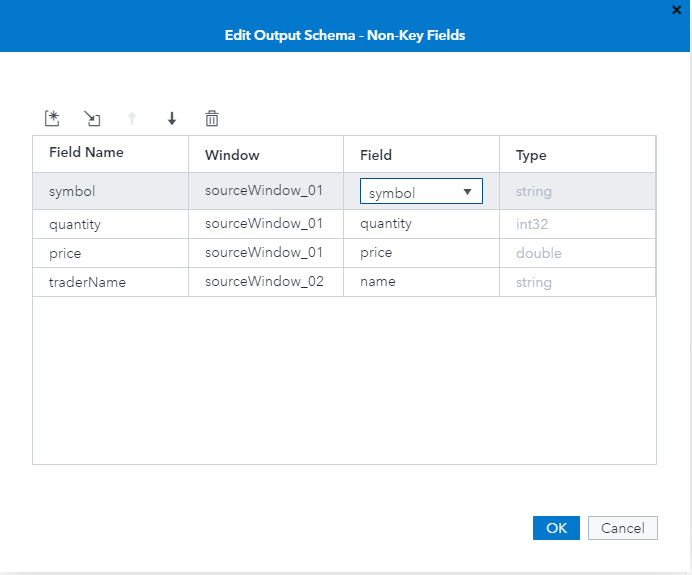 Edit Output Schema - Non-Key Fields
Field Name Window Field Type
symbol sourceWindow_01 symbol string
quantity sourceWindow_01 quantity int32
price sourceWindow_01 price double
traderName sourceWindow_02 name string
OK Cancel